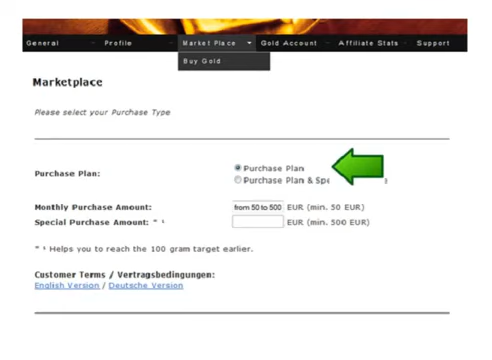 General Profile Market Place Gold Account Affiliate Stats Support
Buy Gold
Marketplace
Please select your Purchase Type
Purchase Plan: Purchase Plan
Purchase Plan &
Monthly Purchase Amount: from 50 to 500 EUR (min. 50 EUR)
Special Purchase Amount: * ¹ EUR (min. 500 EUR)
* ¹ Helps you to reach the 100 gram target earlier.
Customer Terms / Vertragsbedingungen:
English Version / Deutsche Version